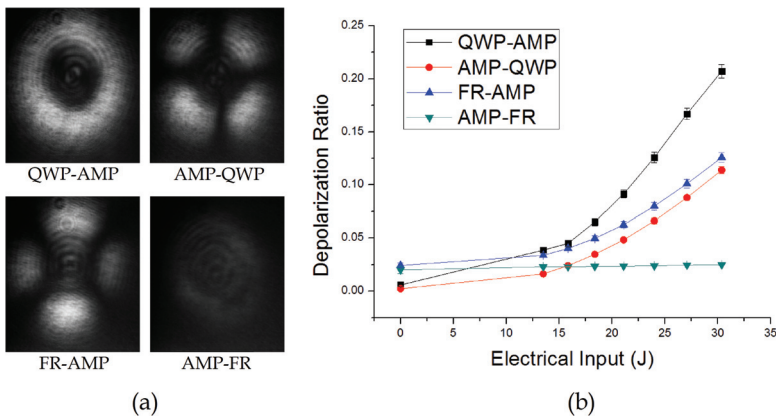 QWP-AMP
AMP-QWP
FR-AMP
AMP-FR
(a)
Depolarization Ratio
0.20
0.15
0.10
0.05
0.00
QWP-AMP
AMP-QWP
FR-AMP
AMP-FR
0
5
10
15
20
25
30
35
Electrical Input (J)
(b)